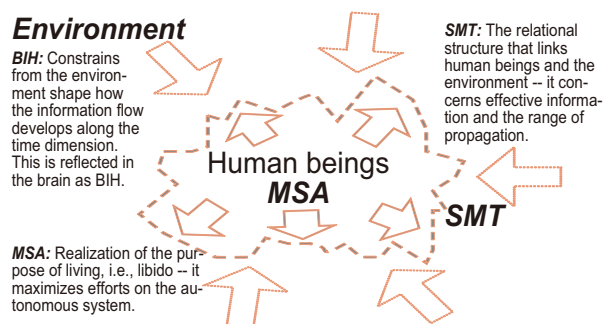 Environment
BIH: Constrains
from the environ-
ment shape how
the information flow
develops along the
time dimension.
This is reflected in
the brain as BIH.
SMT: The relational
structure that links
human beings and the
environment -- it con-
cerns effective informa-
tion and the range of
propagation.
Human beings
MSA
SMT
MSA: Realization of the pur-
pose of living, i.e., libido -- it
maximizes efforts on the au-
tonomous system.